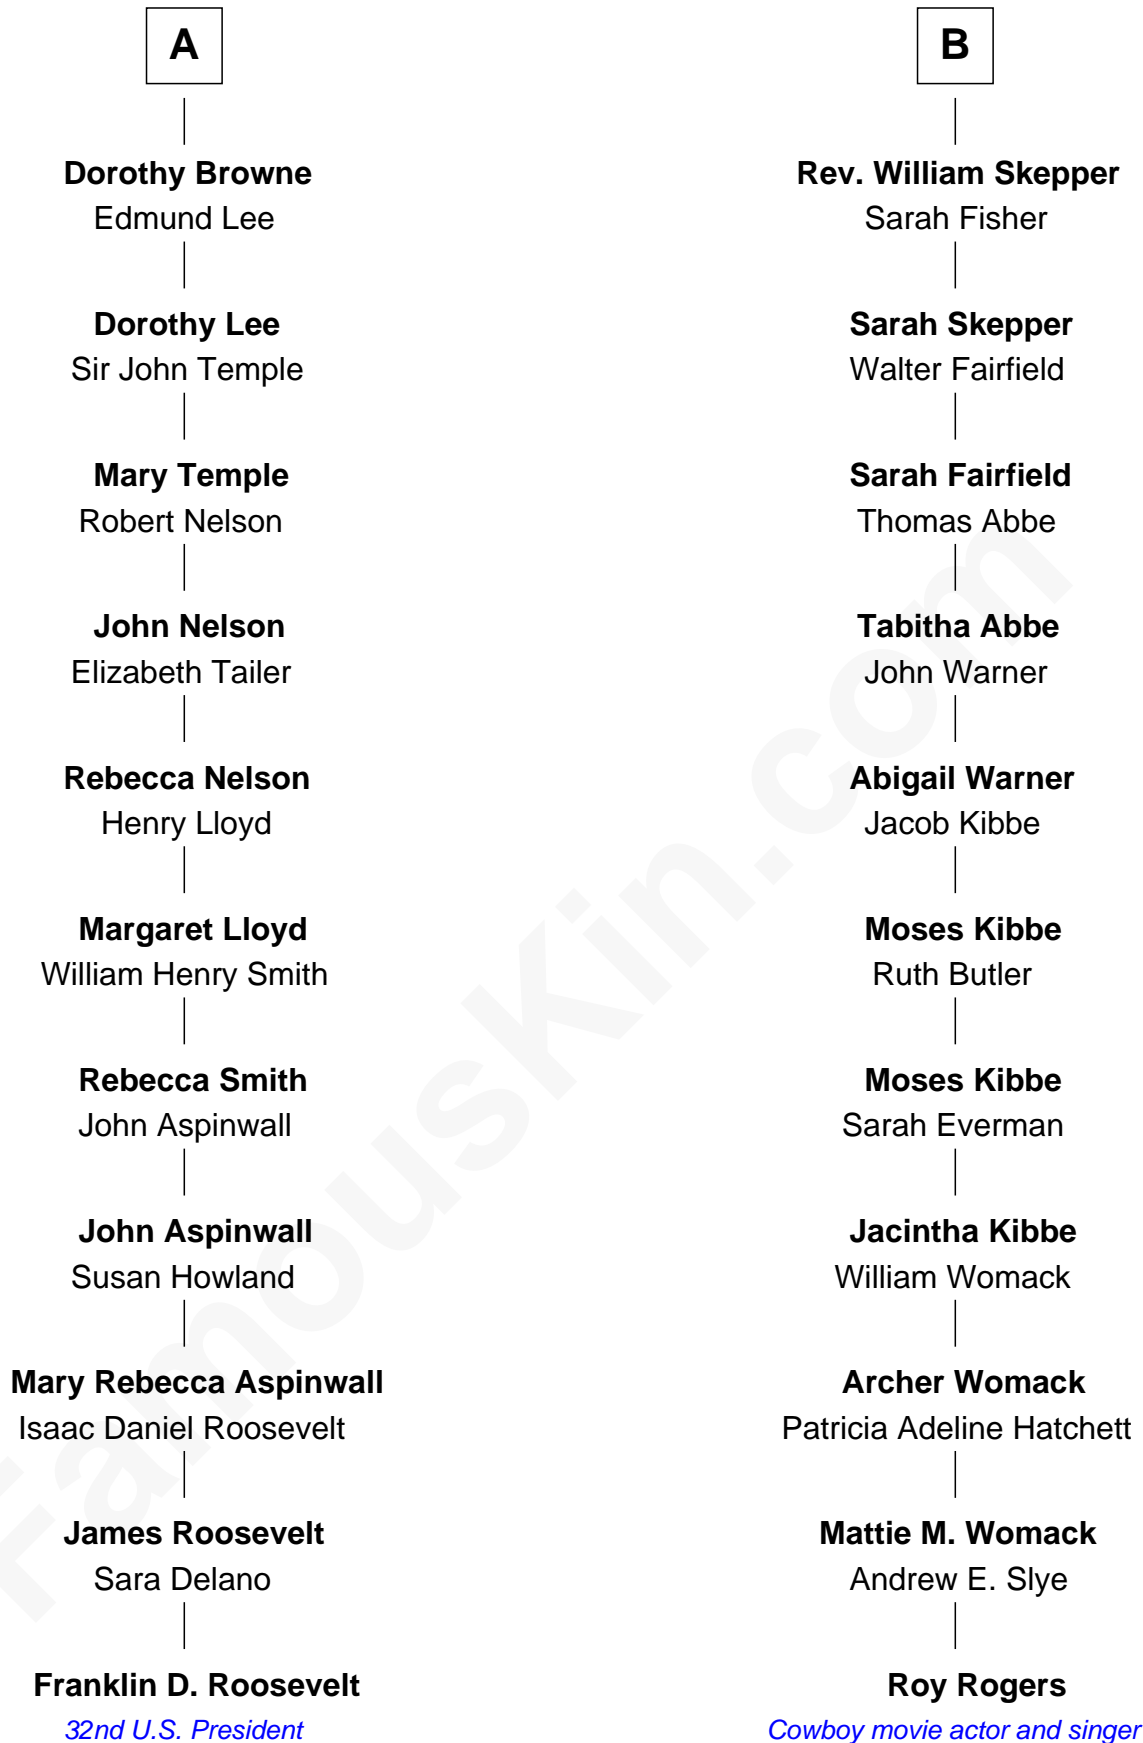 A
Dorothy Browne
Edmund Lee
Dorothy Lee
Sir John Temple
Mary Temple
Robert Nelson
John Nelson
Elizabeth Tailer
Rebecca Nelson
Henry Lloyd
Margaret Lloyd
William Henry Smith
Rebecca Smith
John Aspinwall
John Aspinwall
Susan Howland
Mary Rebecca Aspinwall
Isaac Daniel Roosevelt
James Roosevelt
Sara Delano
Franklin D. Roosevelt
32nd U.S. President
B
Rev. William Skepper
Sarah Fisher
Sarah Skepper
Walter Fairfield
Sarah Fairfield
Thomas Abbe
Tabitha Abbe
John Warner
Abigail Warner
Jacob Kibbe
Moses Kibbe
Ruth Butler
Moses Kibbe
Sarah Everman
Jacintha Kibbe
William Womack
Archer Womack
Patricia Adeline Hatchett
Mattie M. Womack
Andrew E. Slye
Roy Rogers
Cowboy movie actor and singer
FamousKin.com